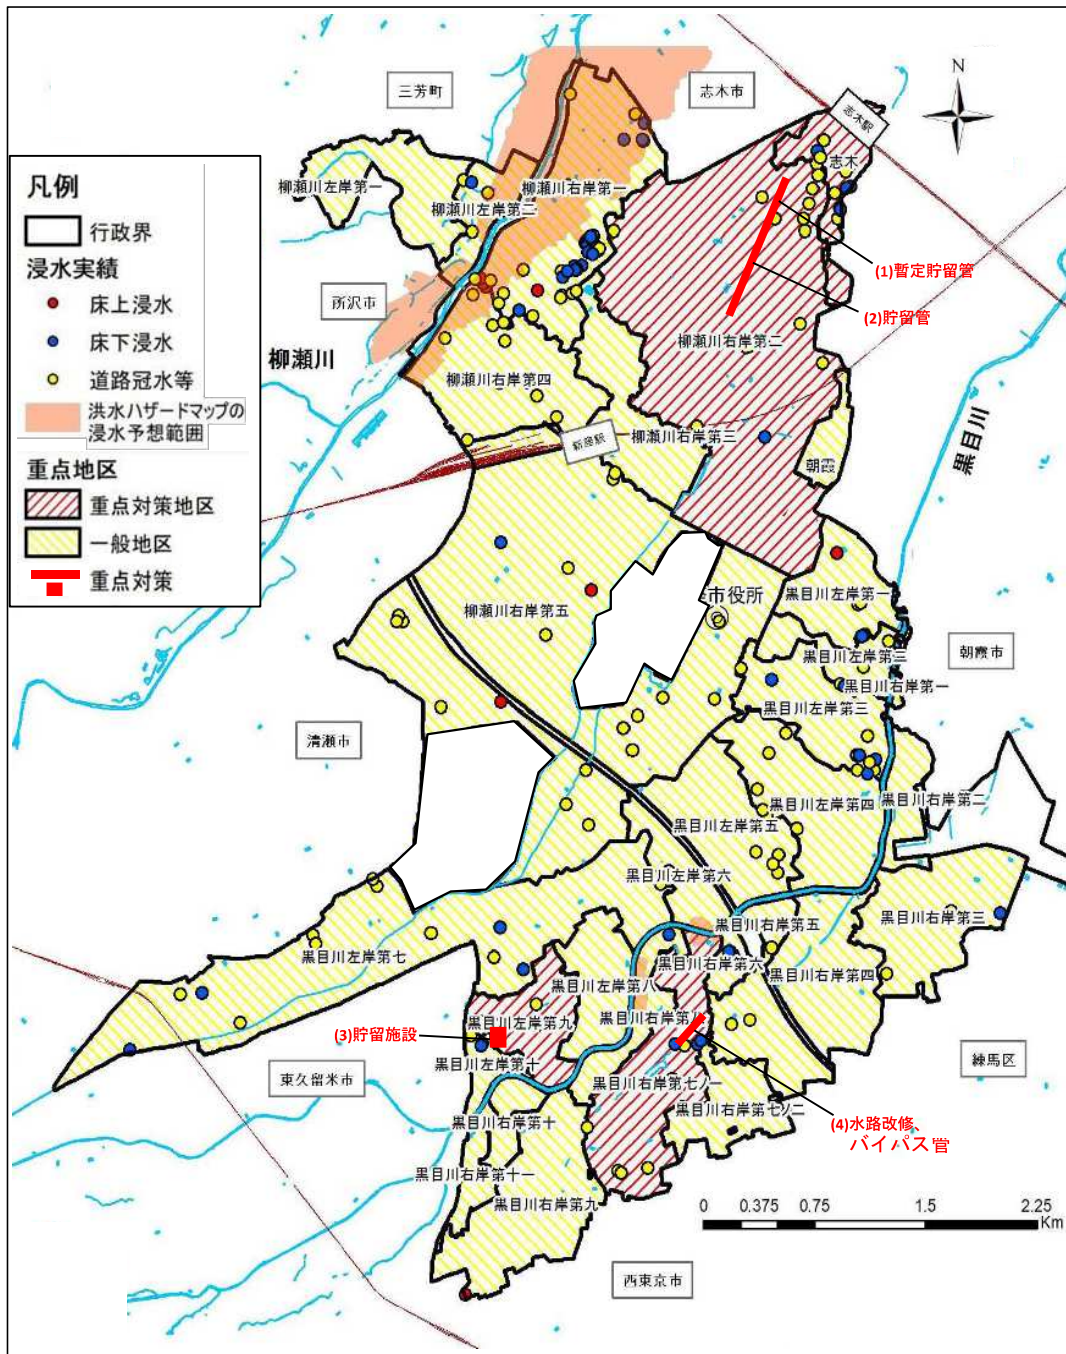 三芳町
志木市
N
志木駅
志木
凡例
行政界
浸水実績
床上浸水
床下浸水
道路冠水等
洪水ハザードマップの
浸水予想範囲
重点地区
重点対策地区
一般地区
重点対策
柳瀬川左岸第一
柳瀬川左岸第二
柳瀬川右岸第一
所沢市
柳瀬川
(1)暫定貯留管
(2)貯留管
柳瀬川右岸第二
柳瀬川右岸第四
柳瀬川右岸第三
新座駅
朝霞
黒目川
柳瀬川右岸第五
市役所
黒目川左岸第一
黒目川左岸第三
黒目川右岸第一
黒目川左岸第三
朝霞市
清瀬市
黒目川左岸第四
黒目川右岸第二
黒目川左岸第五
黒目川左岸第六
黒目川右岸第三
黒目川右岸第五
黒目川左岸第七
黒目川右岸第六
黒目川右岸第四
黒目川左岸第八
黒目川左岸第九
黒目川右岸第八
(3)貯留施設
黒目川左岸第十
東久留米市
練馬区
黒目川右岸第七ノ一
黒目川右岸第七ノ二
(4)水路改修、
バイパス管
黒目川右岸第十
黒目川右岸第十一
黒目川右岸第九
西東京市
0 0.375 0.75 1.5 2.25
Km